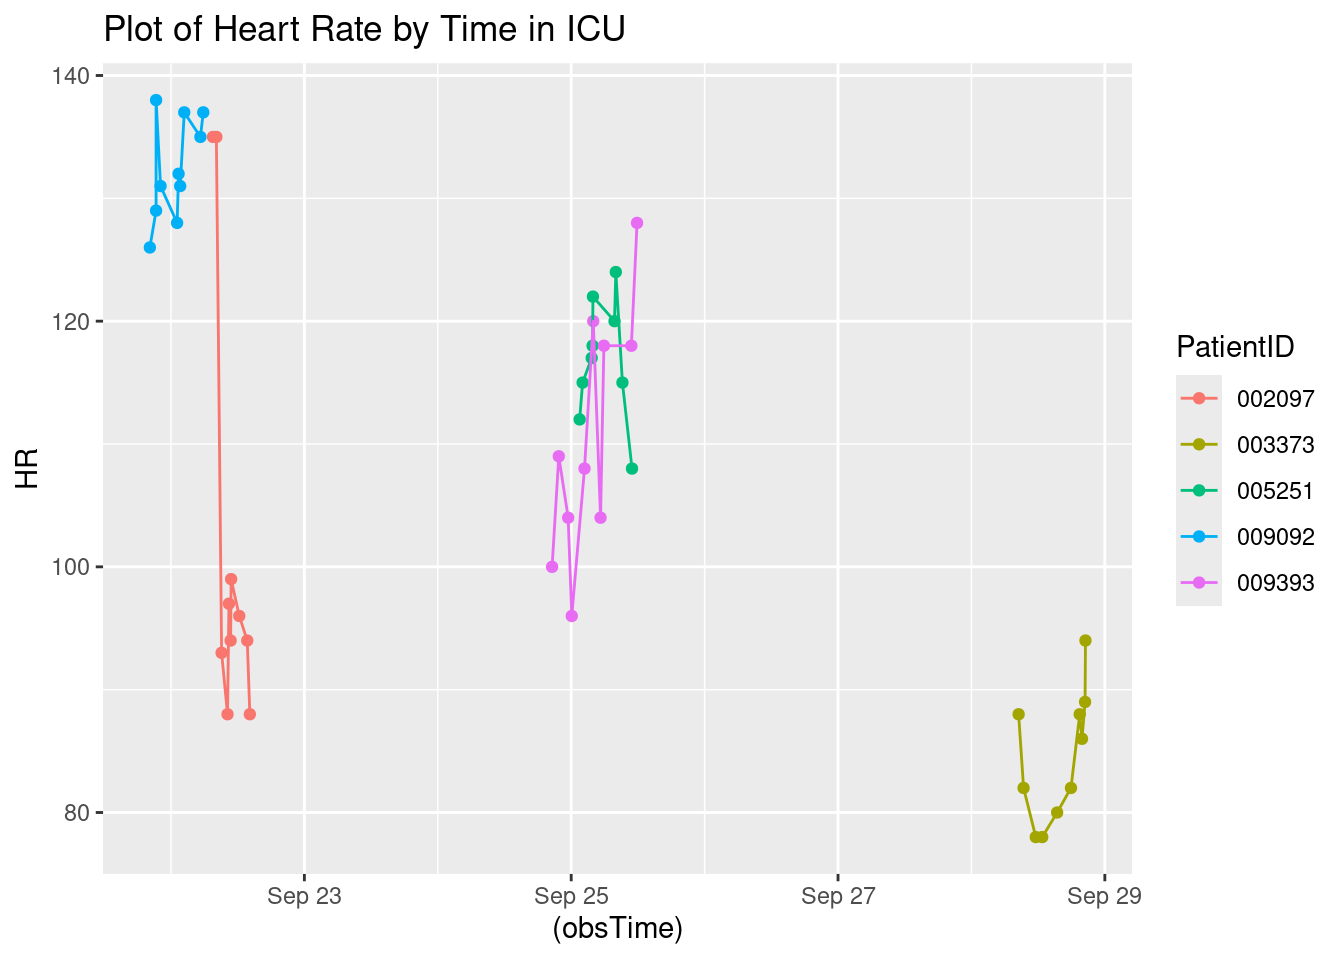 Plot of Heart Rate by Time in ICU
140
120
100
80
HR
Sep 23
Sep 25
Sep 27
Sep 29
(obsTime)
PatientID
002097
003373
005251
009092
009393